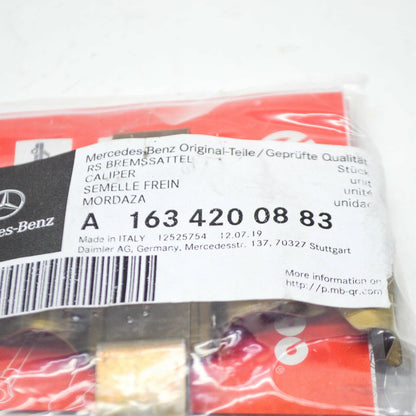 Mercedes-Benz Original-Teile/Geprüfte Qualität
RS BREMSSATTEL Stück
CALIPER unit
SEMELLE FREIN unité
MORDAZA unidad
A 163 420 08 83
Made in ITALY 12525754 12.07.19
Daimler AG, Germany, Mercedesstr. 137, 70327 Stuttgart
More information on
http://p.mb-qr.com/
des-Benz